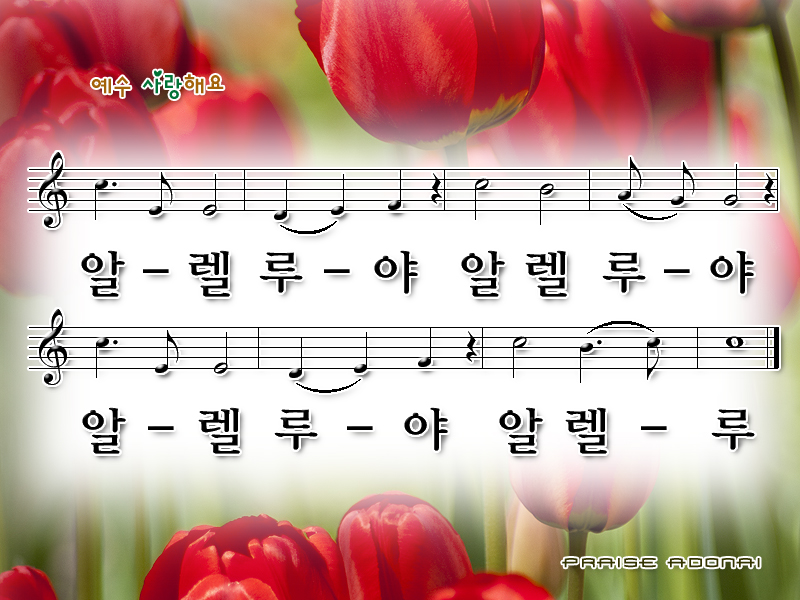 예수 사랑해요
알 - 렐 루 - 야 알 렐 루 - 야
알 - 렐 루 - 야 알 렐 - 루
PRAISE ADONAI